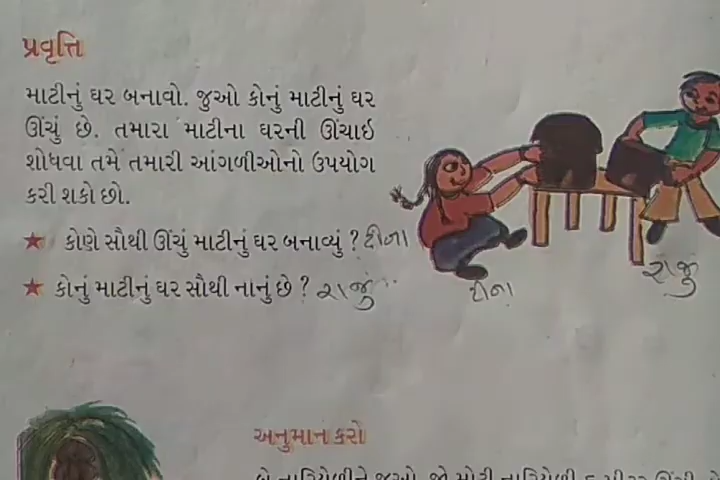 પ્રવૃત્તિ
માટીનું ઘર બનાવો. જુઓ કોનું માટીનું ઘર
ઊંચું છે. તમારા માટીના ઘરની ઊંચાઇ
શોધવા તમે તમારી આંગળીઓનો ઉપયોગ
કરી શકો છો.
★ કોણે સૌથી ઊંચું માટીનું ઘર બનાવ્યું ? ટીના
★ કોનું માટીનું ઘર સૌથી નાનું છે ? રાજુ
ટીના
રાજુ
અનુમાન કરો
બે નારિયેળીને જુઓ. જો મોટી નારિયેળી